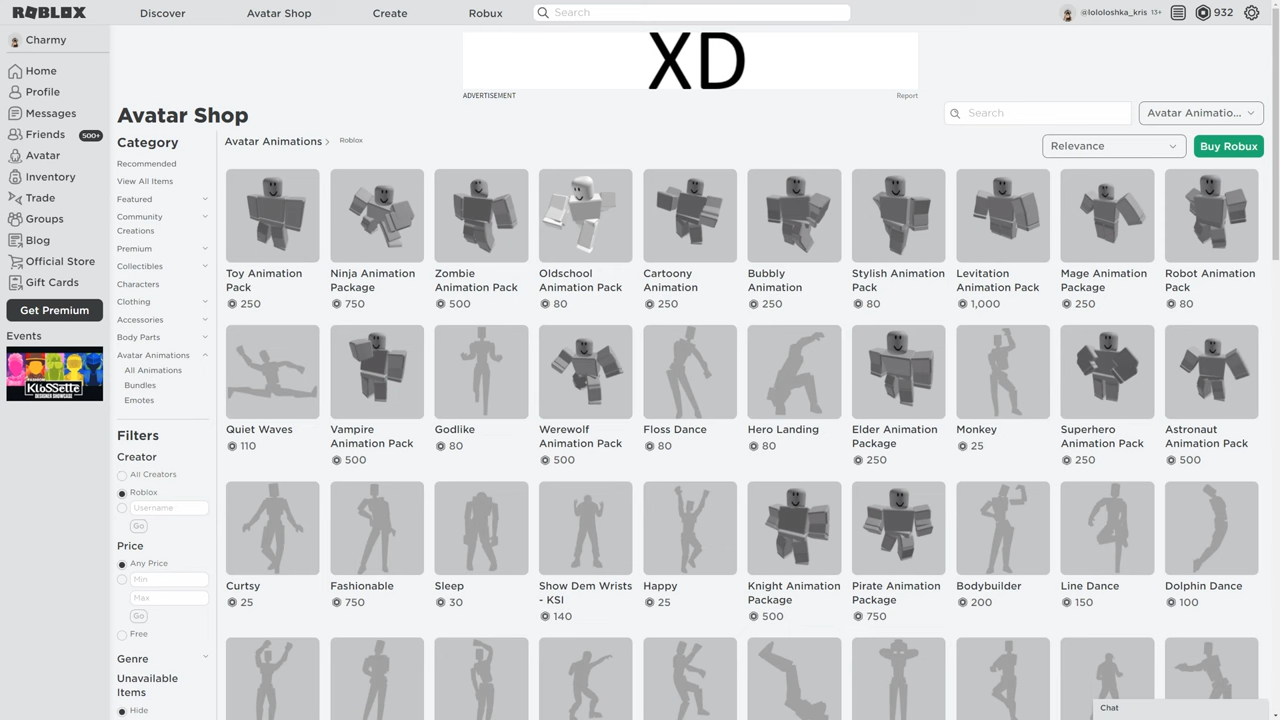 ROBLOX
Discover
Avatar Shop
Create
Robux
Search
@lololoshka_kris 13+
932
Charmy
Home
Profile
Messages
Friends
500+
Avatar
Inventory
Trade
Groups
Blog
Official Store
Gift Cards
Get Premium
Events
KLOSSETTE
DESIGNER SHOWCASE
XD
ADVERTISEMENT
Report
Avatar Shop
Search
Avatar Animatio...
Category
Recommended
View All Items
Featured
Community
Creations
Premium
Collectibles
Characters
Clothing
Accessories
Body Parts
Avatar Animations
All Animations
Bundles
Emotes
Filters
Creator
All Creators
Roblox
Username
Go
Price
Any Price
Min
Max
Go
Free
Genre
Unavailable
Items
Hide
Avatar Animations >
Roblox
Relevance
Buy Robux
Toy Animation
Pack
250
Ninja Animation
Package
750
Zombie
Animation Pack
500
Oldschool
Animation Pack
80
Cartoony
Animation
250
Bubbly
Animation
250
Stylish Animation
Pack
80
Levitation
Animation Pack
1,000
Mage Animation
Package
250
Robot Animation
Pack
80
Quiet Waves
110
Vampire
Animation Pack
500
Godlike
80
Werewolf
Animation Pack
500
Floss Dance
80
Hero Landing
80
Elder Animation
Package
250
Monkey
25
Superhero
Animation Pack
250
Astronaut
Animation Pack
500
Curtsy
25
Fashionable
750
Sleep
30
Show Dem Wrists
- KSI
140
Happy
25
Knight Animation
Package
500
Pirate Animation
Package
750
Bodybuilder
200
Line Dance
150
Dolphin Dance
100
Chat